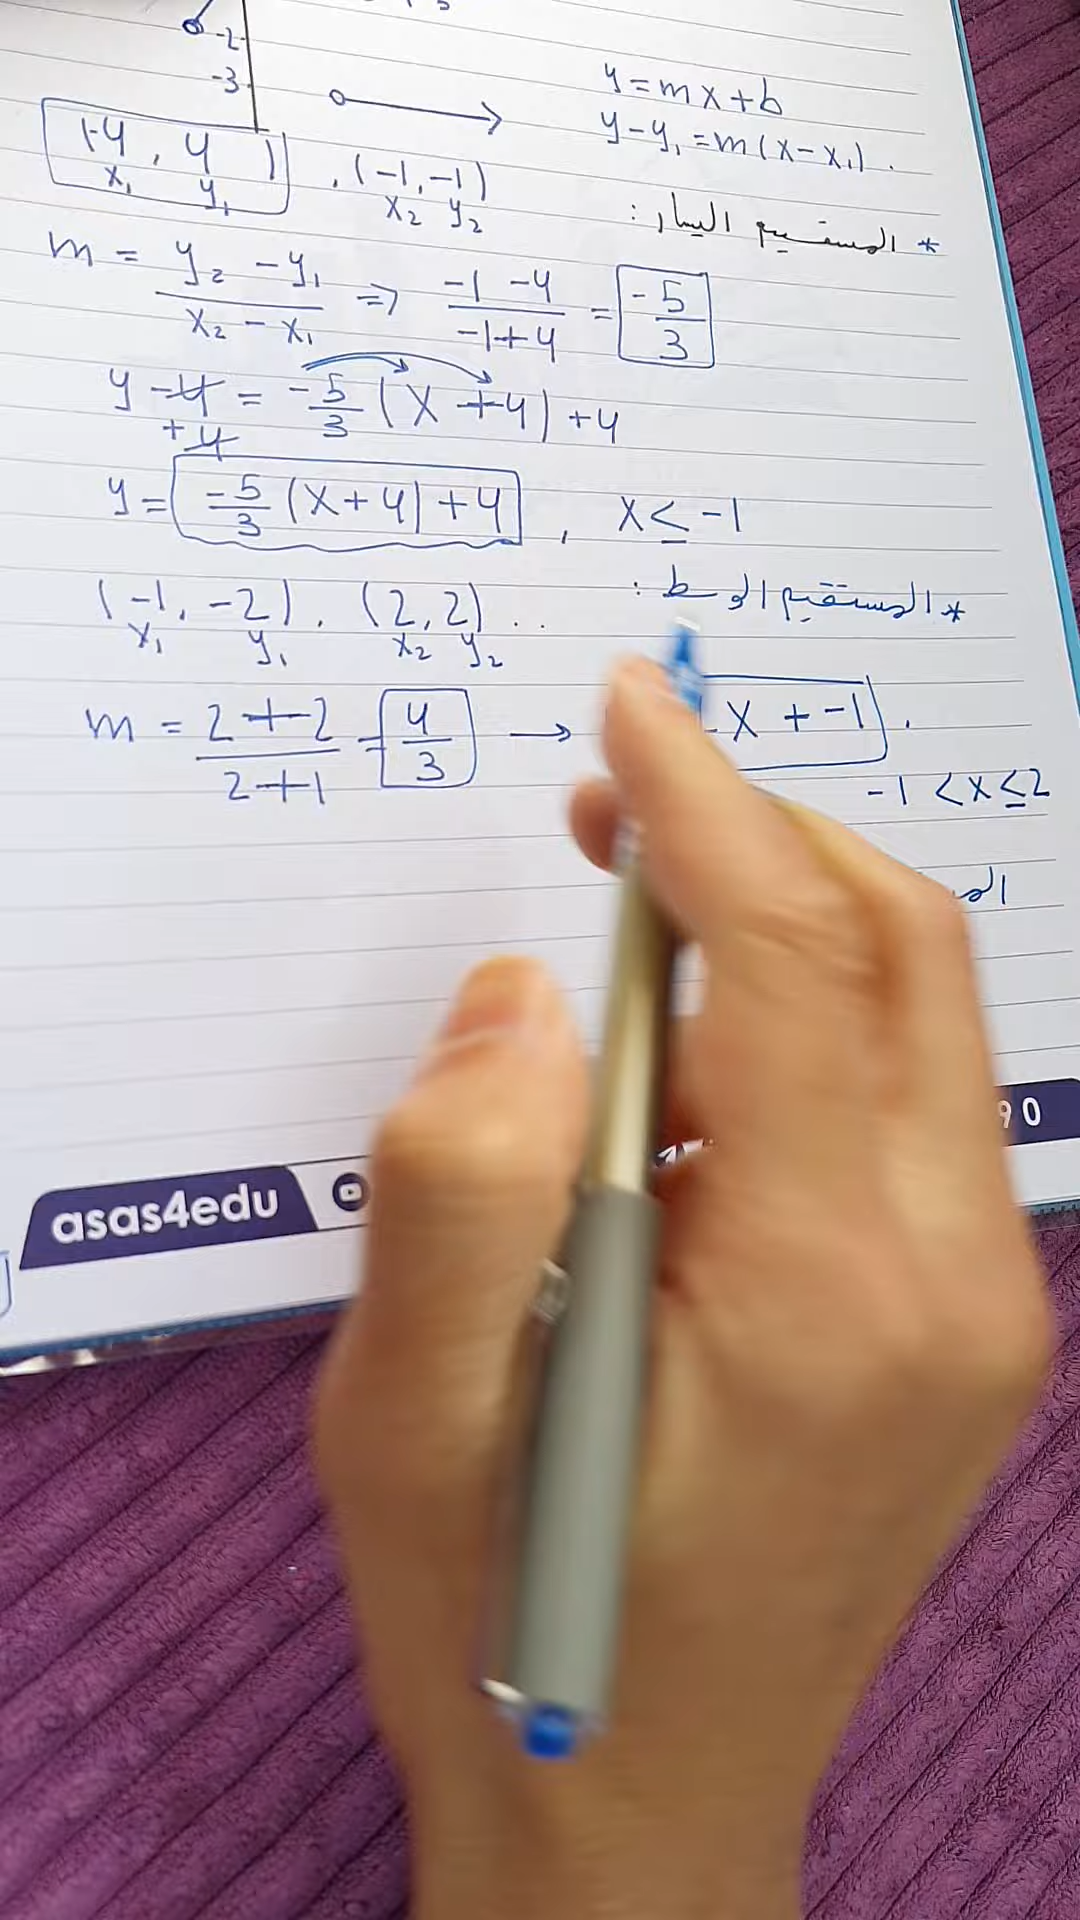 -2
-3
y = mx + b
y - y₁ = m(x - x₁).
(-4, 4), (-1, -1)
x₁ y₁ x₂ y₂
* المستقيم اليسار :
m = y₂ - y₁ / x₂ - x₁ ⇒ -1 - 4 / -1 + 4 = -5/3
y - 4 = -5/3 (x + 4) + 4
+ 4
y = -5/3 (x + 4) + 4 , x ≤ -1
* المستقيم الوسط :
(-1, -2), (2, 2) ..
x₁ y₁ x₂ y₂
m = 2 + 2 / 2 + 1 = 4/3 → x + -1 .
-1 < x ≤ 2
asas4edu
90